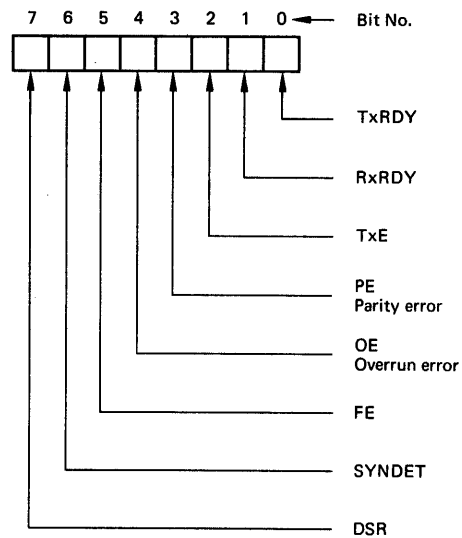 7 6 5 4 3 2 1 0 Bit No.
TxRDY
RxRDY
TxE
PE
Parity error
OE
Overrun error
FE
SYNDET
DSR